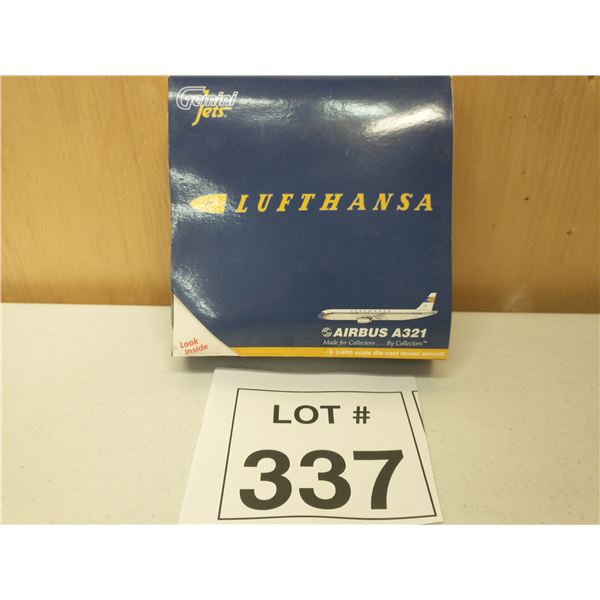 Gemini
Jets
LUFTHANSA
AIRBUS A321
Made for Collectors . . . By Collectors™
1:400 scale die-cast model aircraft
Look
Inside
LOT #
337